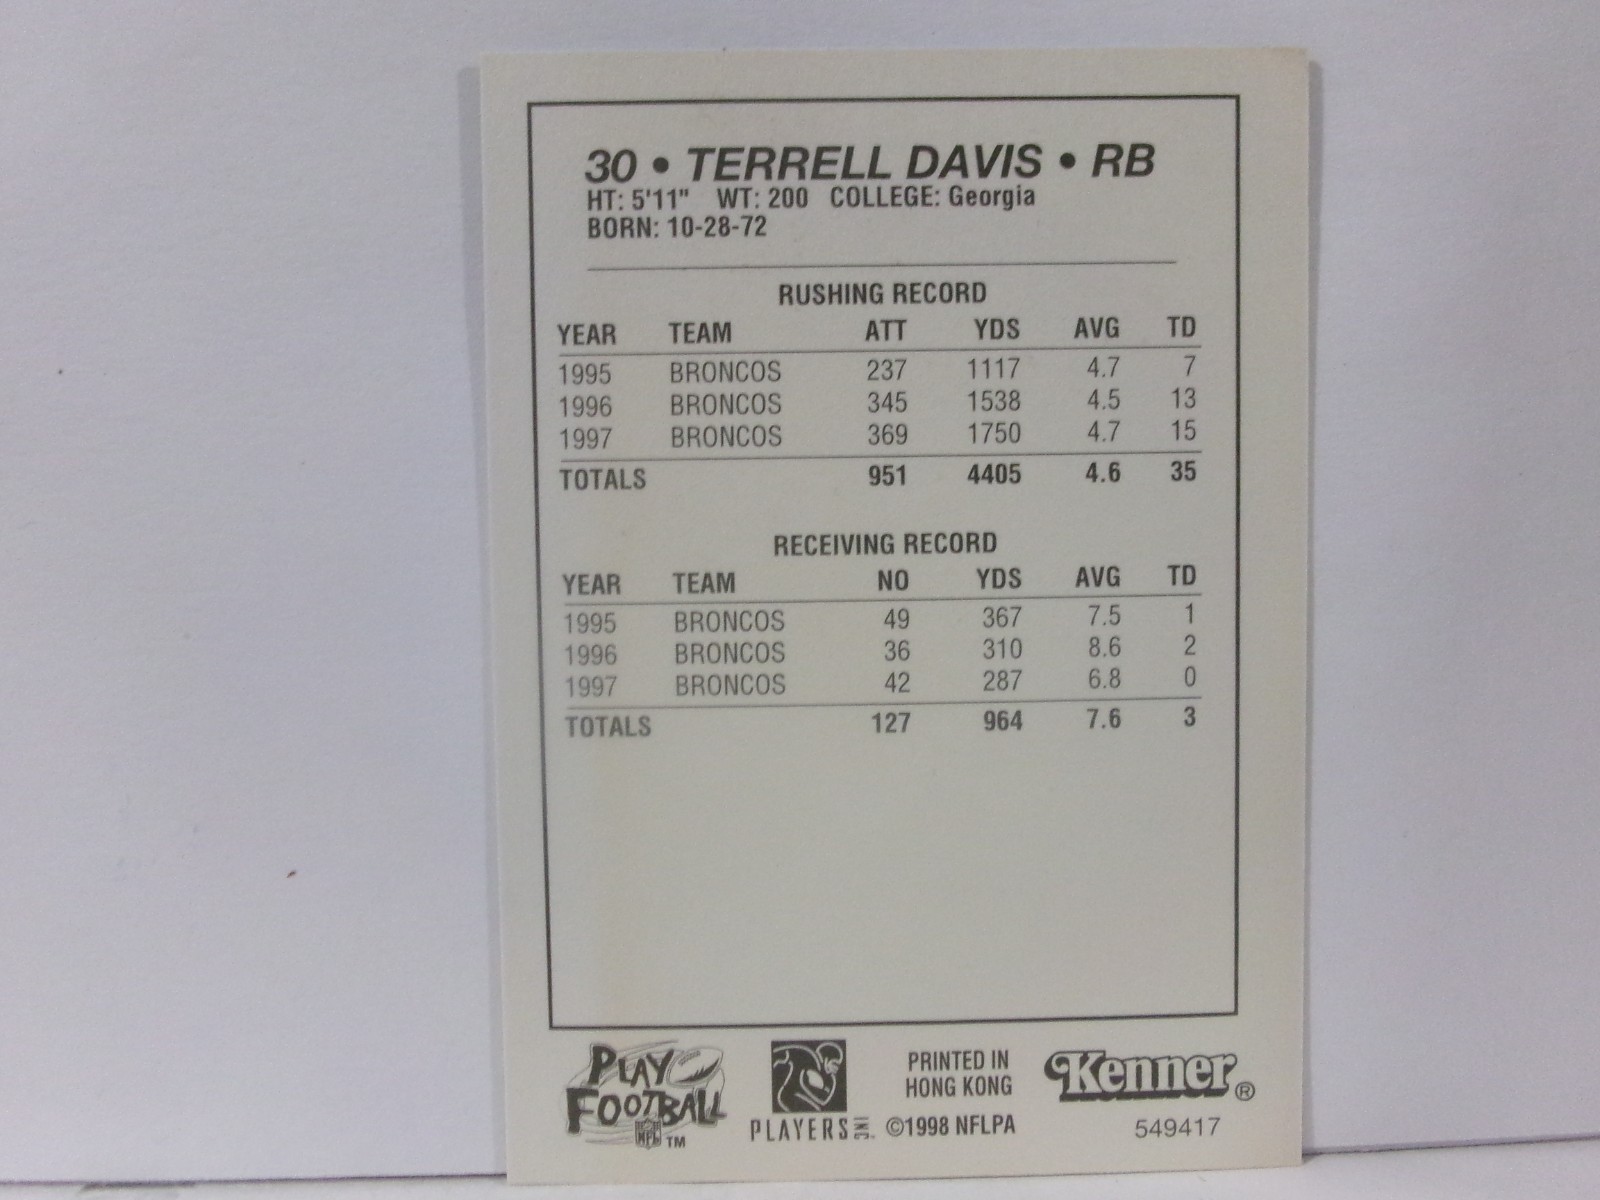 30 • TERRELL DAVIS • RB
HT: 5'11" WT: 200 COLLEGE: Georgia
BORN: 10-28-72
RUSHING RECORD
YEAR TEAM ATT YDS AVG TD
1995 BRONCOS 237 1117 4.7 7
1996 BRONCOS 345 1538 4.5 13
1997 BRONCOS 369 1750 4.7 15
TOTALS 951 4405 4.6 35
RECEIVING RECORD
YEAR TEAM NO YDS AVG TD
1995 BRONCOS 49 367 7.5 1
1996 BRONCOS 36 310 8.6 2
1997 BRONCOS 42 287 6.8 0
TOTALS 127 964 7.6 3
PLAY
FOOTBALL
NFL TM
PLAYERS INC.
PRINTED IN
HONG KONG
©1998 NFLPA
Kenner ®
549417